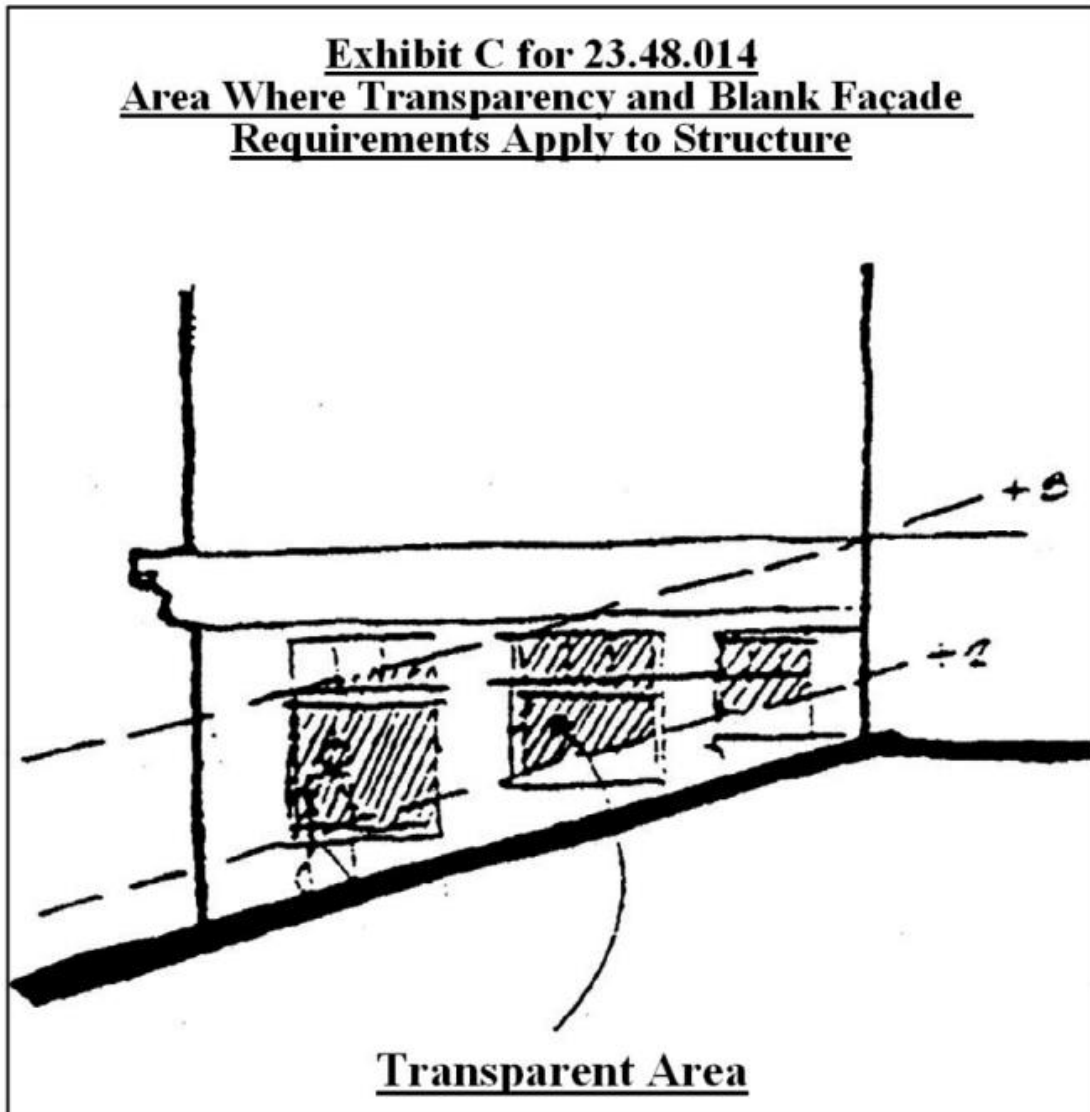 Exhibit C for 23.48.014
Area Where Transparency and Blank Façade
Requirements Apply to Structure
+8
+2
Transparent Area